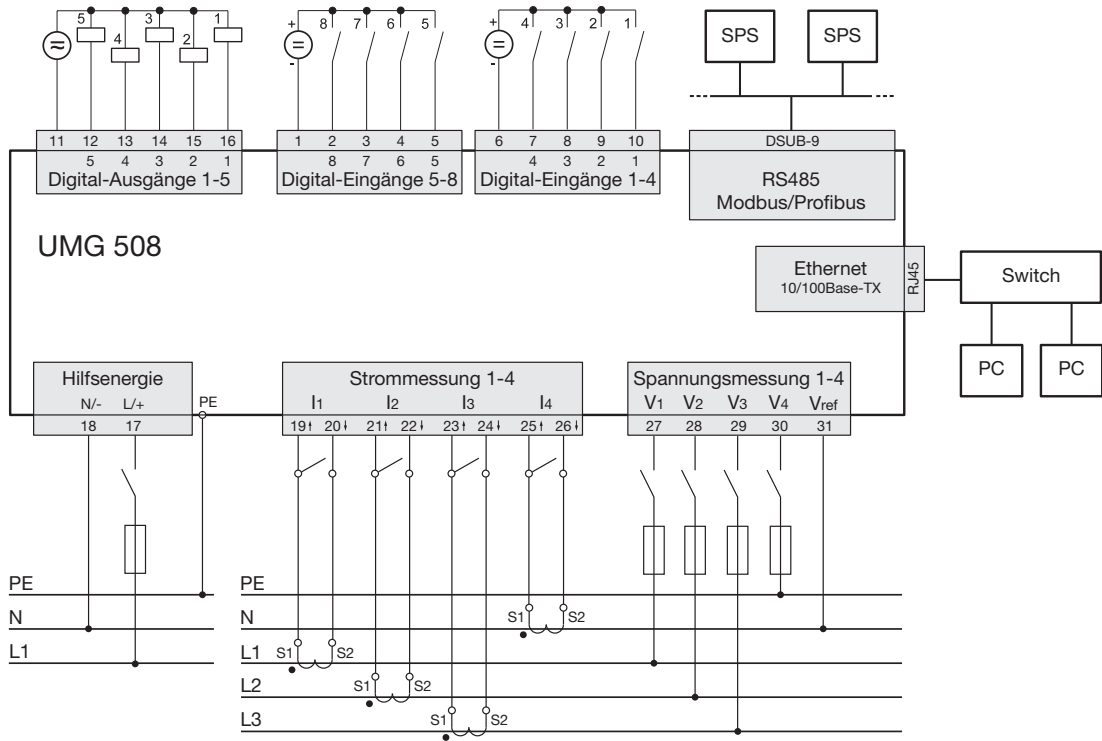 5 3 1
4 2
+ 8 7 6 5
-
+ 4 3 2 1
-
SPS SPS
11 12 13 14 15 16
5 4 3 2 1
Digital-Ausgänge 1-5
1 2 3 4 5
8 7 6 5
Digital-Eingänge 5-8
6 7 8 9 10
4 3 2 1
Digital-Eingänge 1-4
DSUB-9
RS485
Modbus/Profibus
UMG 508
Ethernet
10/100Base-TX
RJ45
Switch
PC PC
Hilfsenergie
N/- L/+ PE
18 17
Strommessung 1-4
I1 I2 I3 I4
19 20 21 22 23 24 25 26
Spannungsmessung 1-4
V1 V2 V3 V4 Vref
27 28 29 30 31
PE
N
L1
PE
N
L1
L2
L3
S1 S2
S1 S2
S1 S2
S1 S2